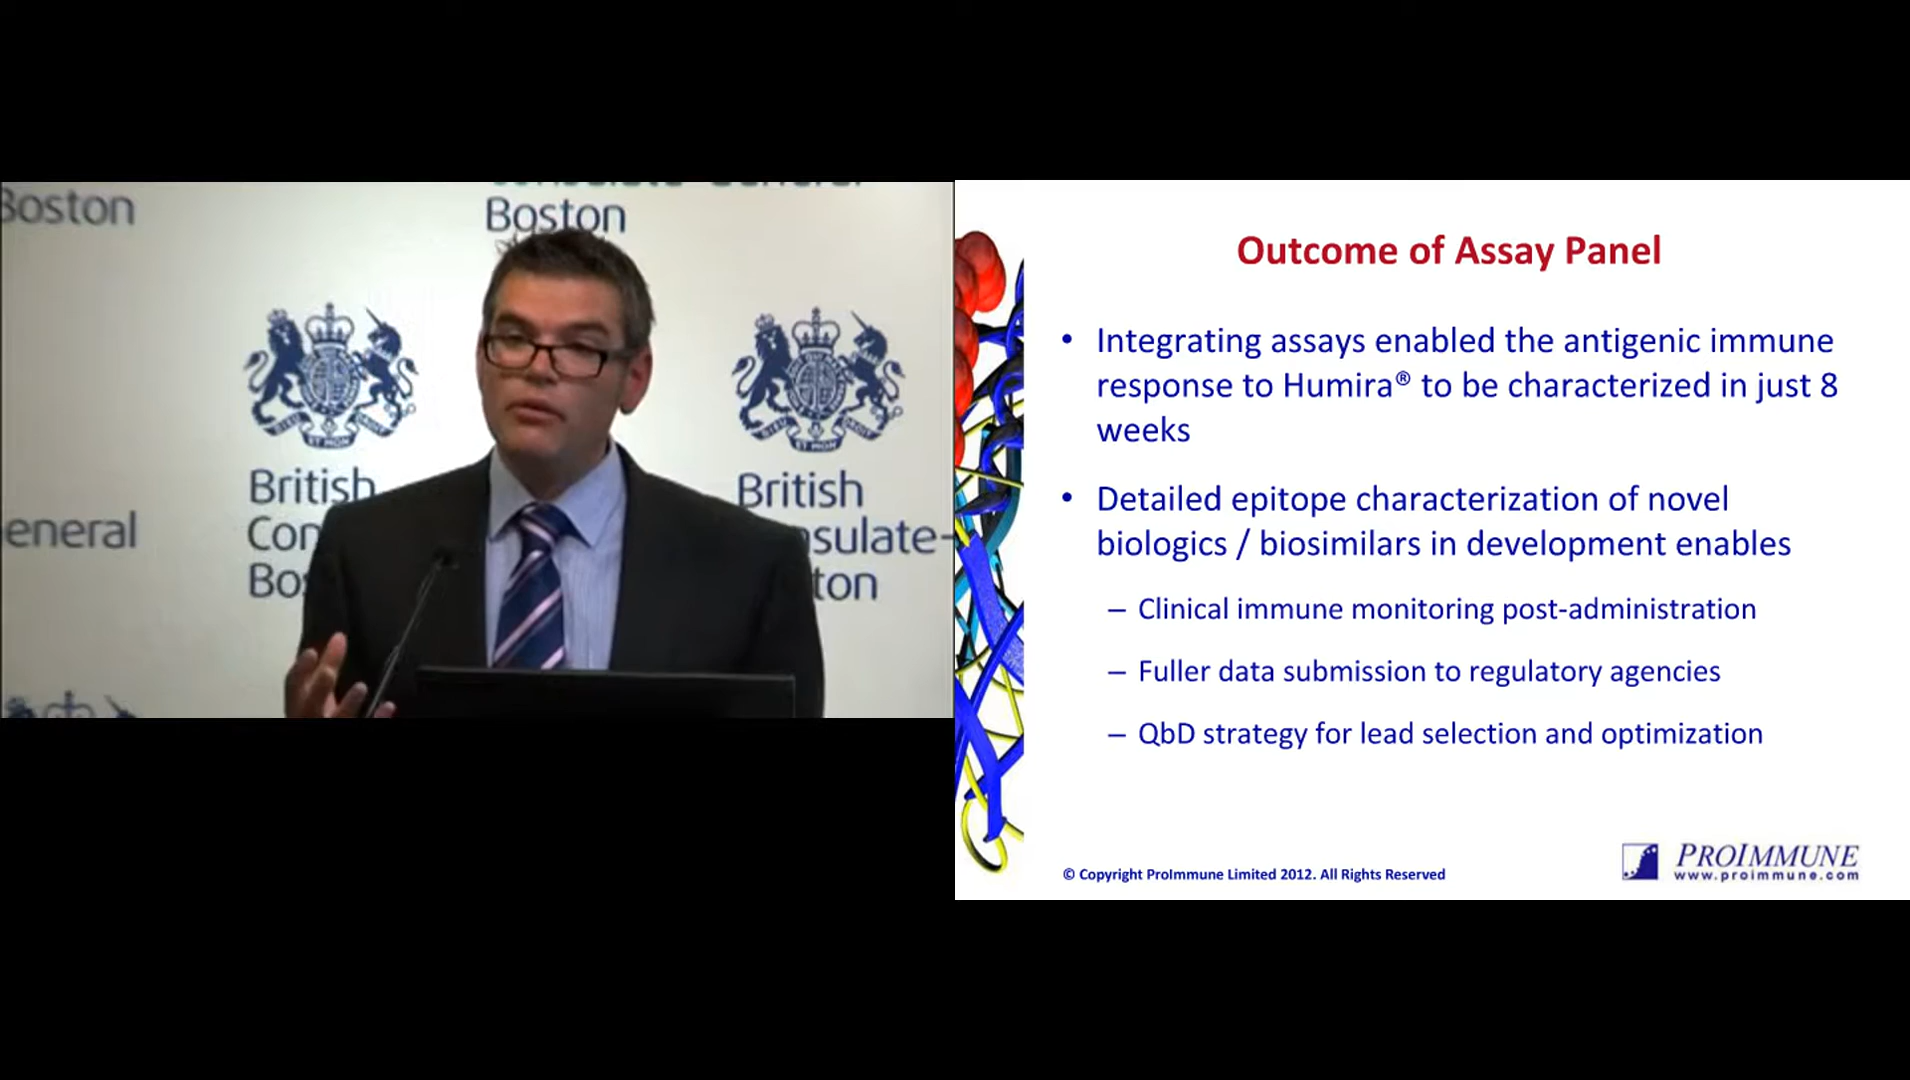 Boston
Boston
British
British
sulate-
ton
eneral
Outcome of Assay Panel
• Integrating assays enabled the antigenic immune
response to Humira® to be characterized in just 8
weeks
• Detailed epitope characterization of novel
biologics / biosimilars in development enables
– Clinical immune monitoring post-administration
– Fuller data submission to regulatory agencies
– QbD strategy for lead selection and optimization
© Copyright ProImmune Limited 2012. All Rights Reserved
PROIMMUNE
www.proimmune.com